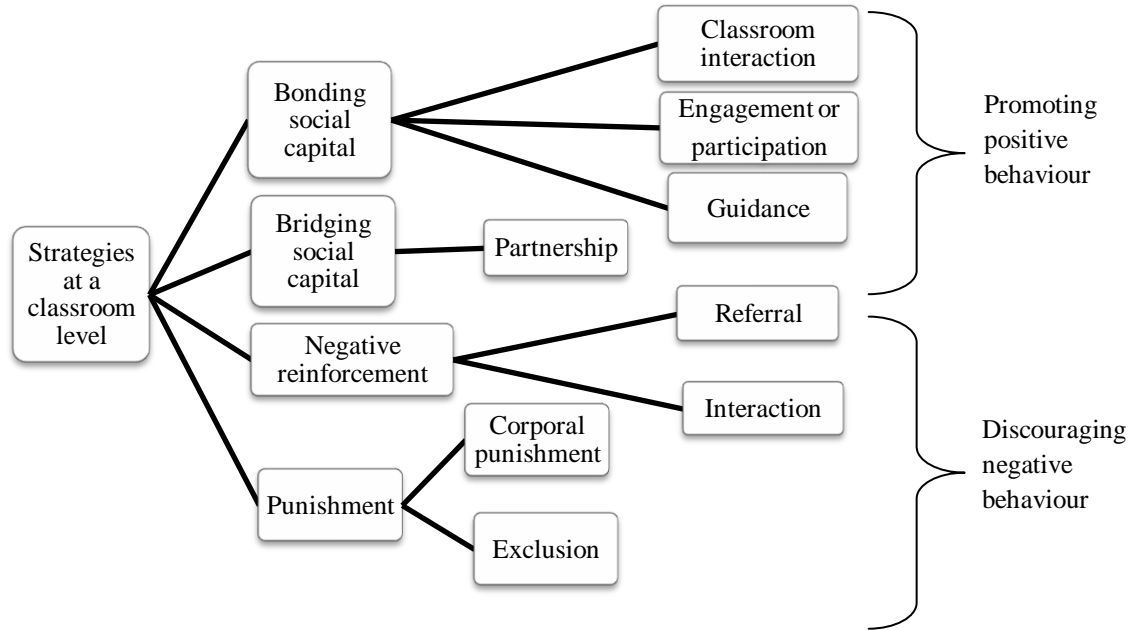 Strategies
at a
classroom
level
Bonding
social
capital
Classroom
interaction
Engagement or
participation
Guidance
Bridging
social
capital
Partnership
Negative
reinforcement
Referral
Interaction
Punishment
Corporal
punishment
Exclusion
Promoting
positive
behaviour
Discouraging
negative
behaviour